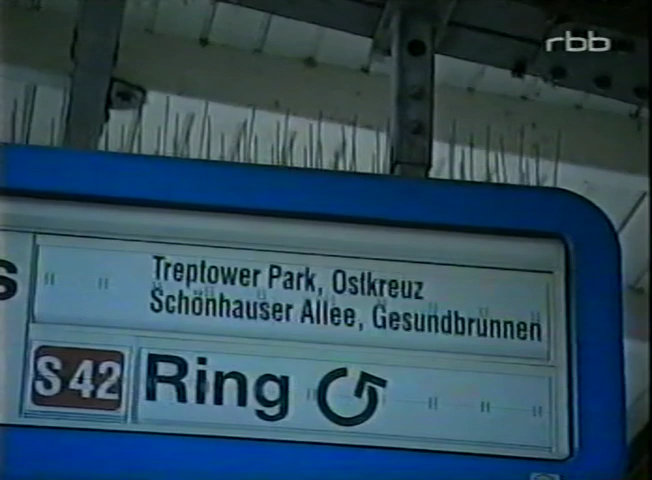 rbb
Treptower Park, Ostkreuz
Schönhauser Allee, Gesundbrunnen
S 42 Ring